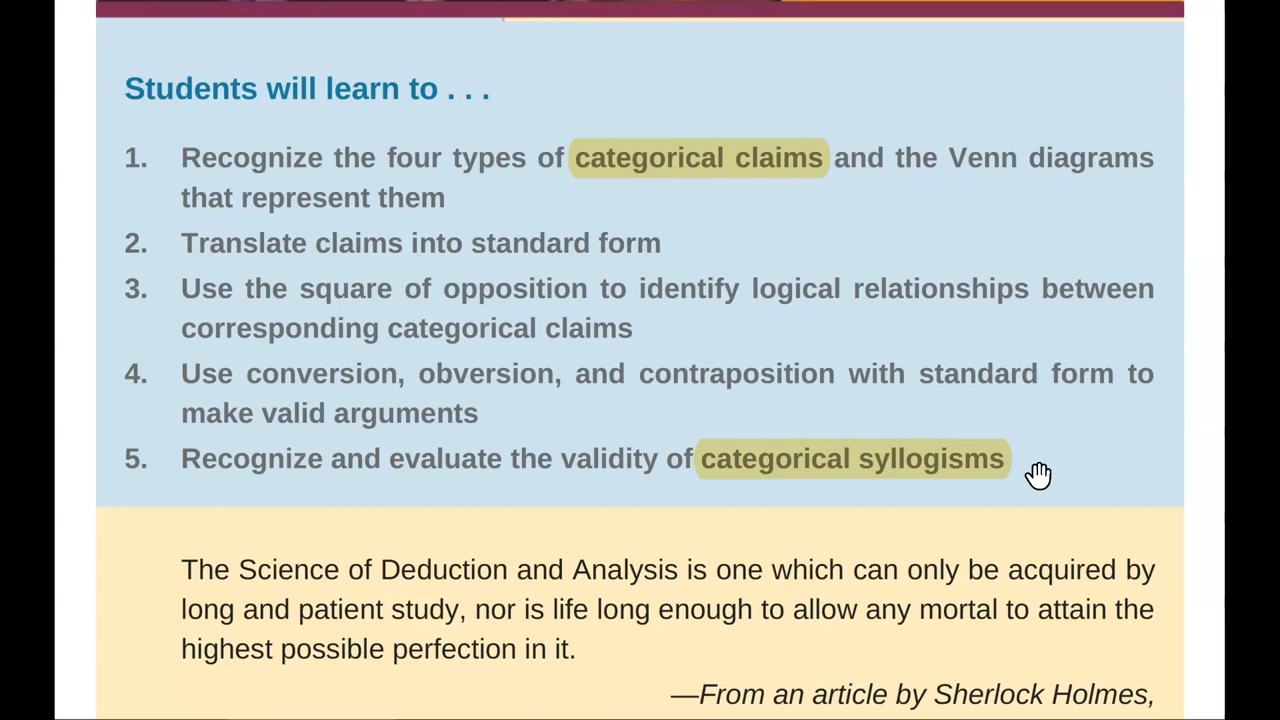 Students will learn to . . .
1. Recognize the four types of categorical claims and the Venn diagrams
that represent them
2. Translate claims into standard form
3. Use the square of opposition to identify logical relationships between
corresponding categorical claims
4. Use conversion, obversion, and contraposition with standard form to
make valid arguments
5. Recognize and evaluate the validity of categorical syllogisms
The Science of Deduction and Analysis is one which can only be acquired by
long and patient study, nor is life long enough to allow any mortal to attain the
highest possible perfection in it.
—From an article by Sherlock Holmes,